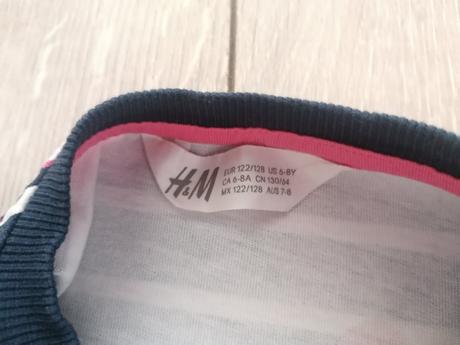 H&M
EUR 122/128 US 6-8Y
CA 6-8A CN 130/64
MX 122/128 AUS 7-8